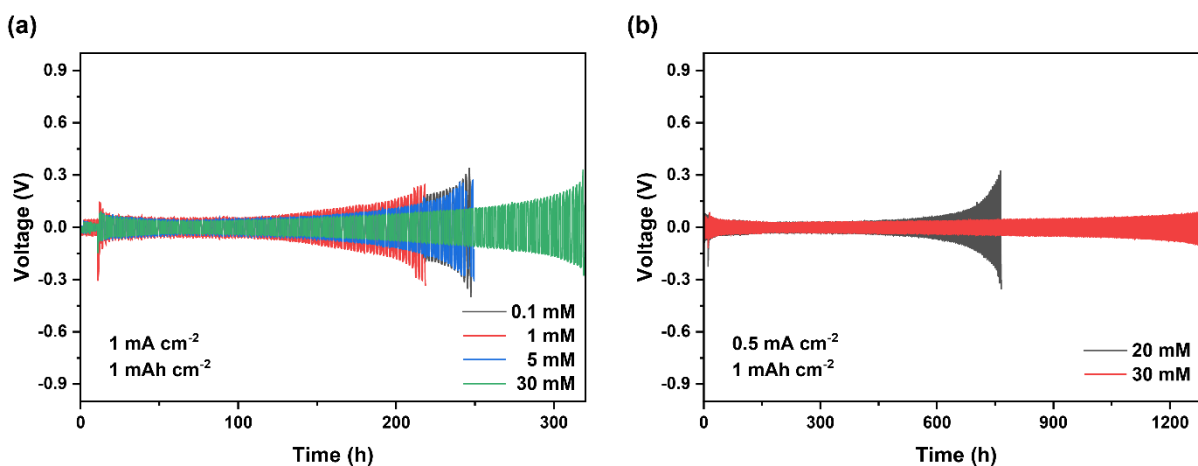 (a)
0.9
0.6
0.3
0.0
-0.3
-0.6
-0.9
Voltage (V)
1 mA cm-2
1 mAh cm-2
0.1 mM
1 mM
5 mM
30 mM
0
100
200
300
Time (h)
(b)
0.9
0.6
0.3
0.0
-0.3
-0.6
-0.9
Voltage (V)
0.5 mA cm-2
1 mAh cm-2
20 mM
30 mM
0
300
600
900
1200
Time (h)